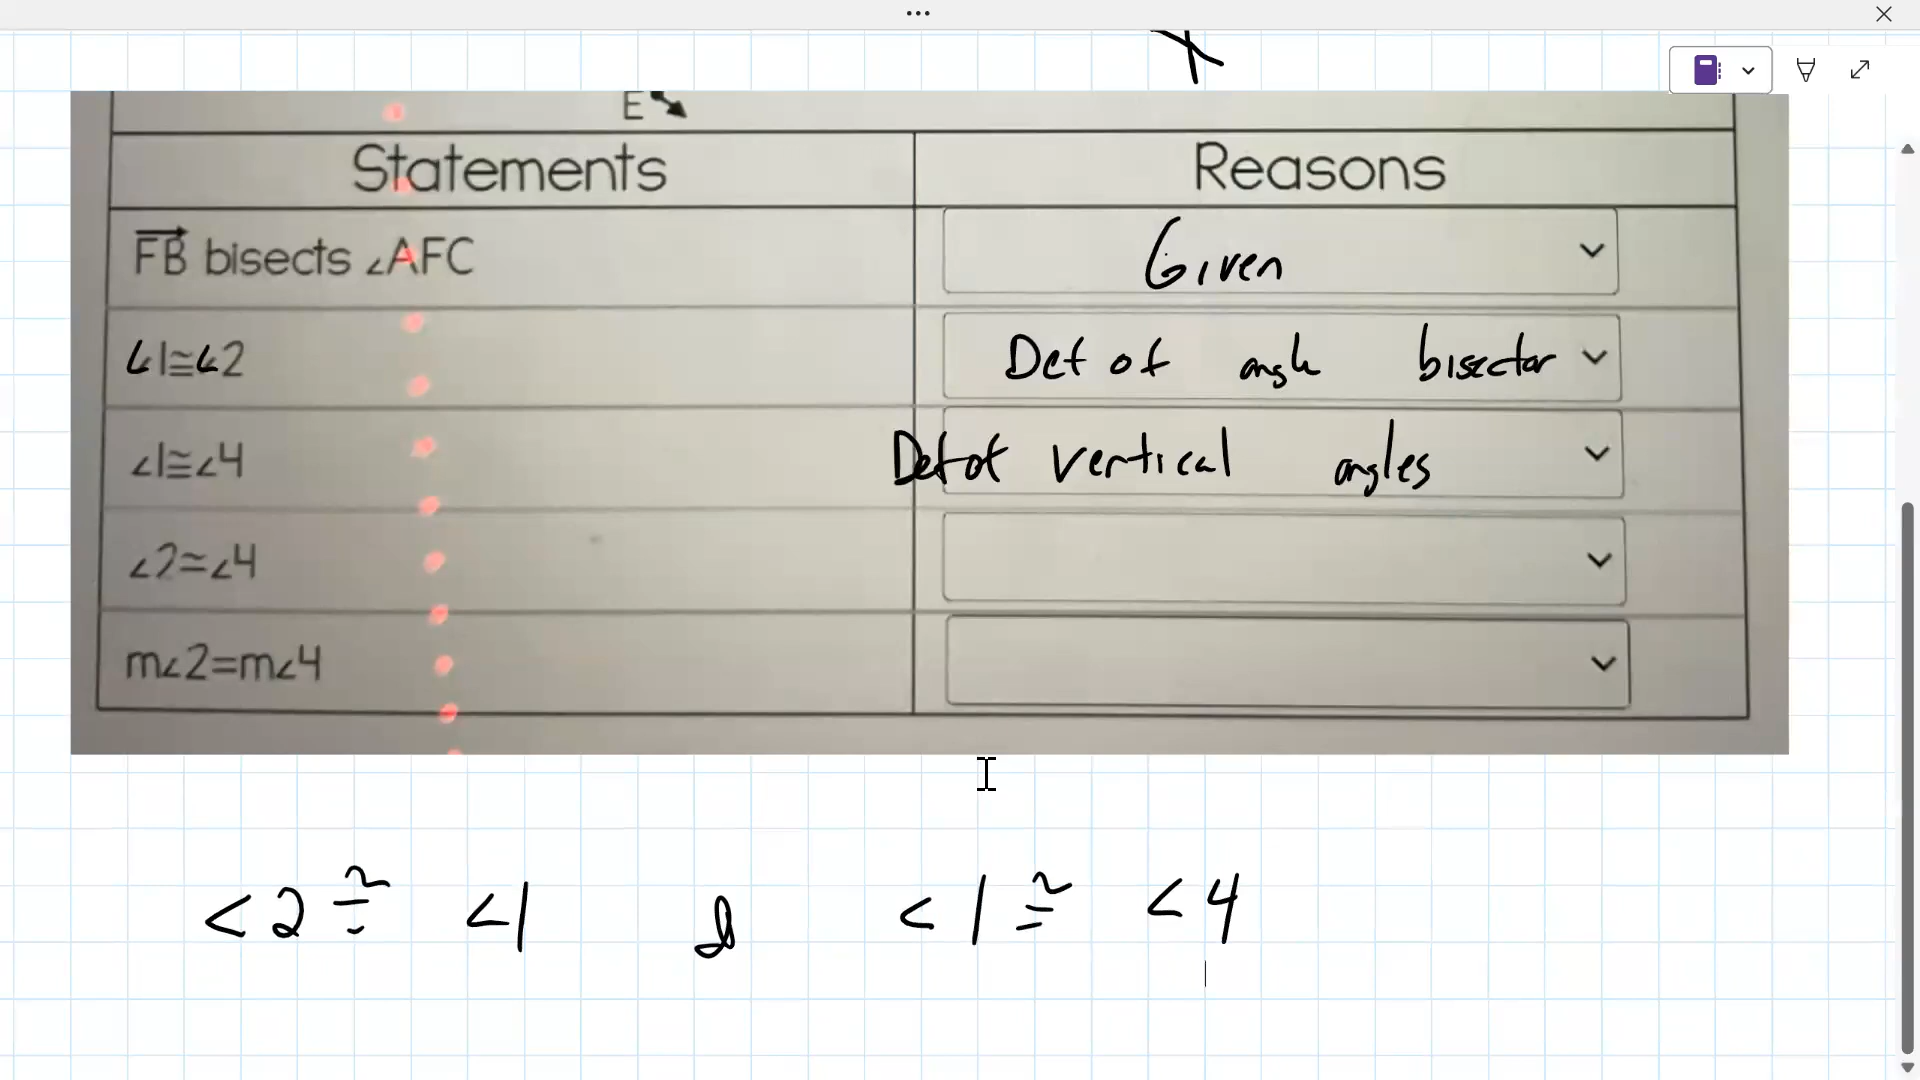 E
Statements Reasons
FB bisects ∠AFC Given
∠1≅∠2 Def of angle bisector
∠1≅∠4 Def of vertical angles
∠2≅∠4
m∠2=m∠4
<2 ≅ <1 & <1 ≅ <4